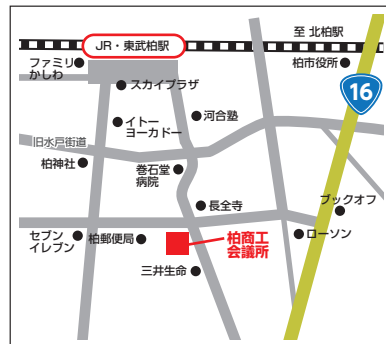 至 北柏駅
JR・東武柏駅
ファミリ
かしわ
柏市役所
スカイプラザ
16
イトー
ヨーカドー
河合塾
旧水戸街道
柏神社
巻石堂
病院
長全寺
ブックオフ
セブン
イレブン
柏郵便局
柏商工
会議所
ローソン
三井生命